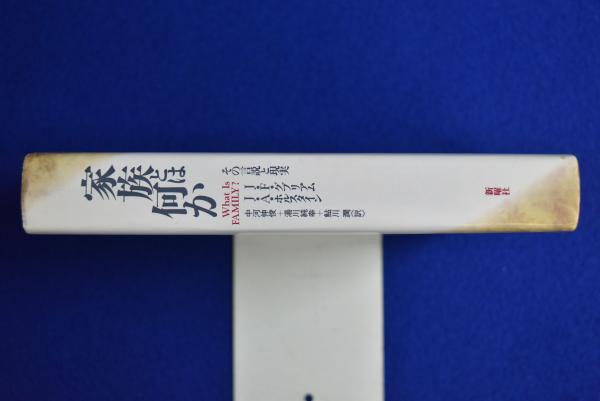 家族とは
何か
What Is
FAMILY?
その言説と現実
J・F・グブリアム
J・A・ホルスタイン
中河伸俊＋湯川純幸＋鮎川 潤(訳)
新曜社